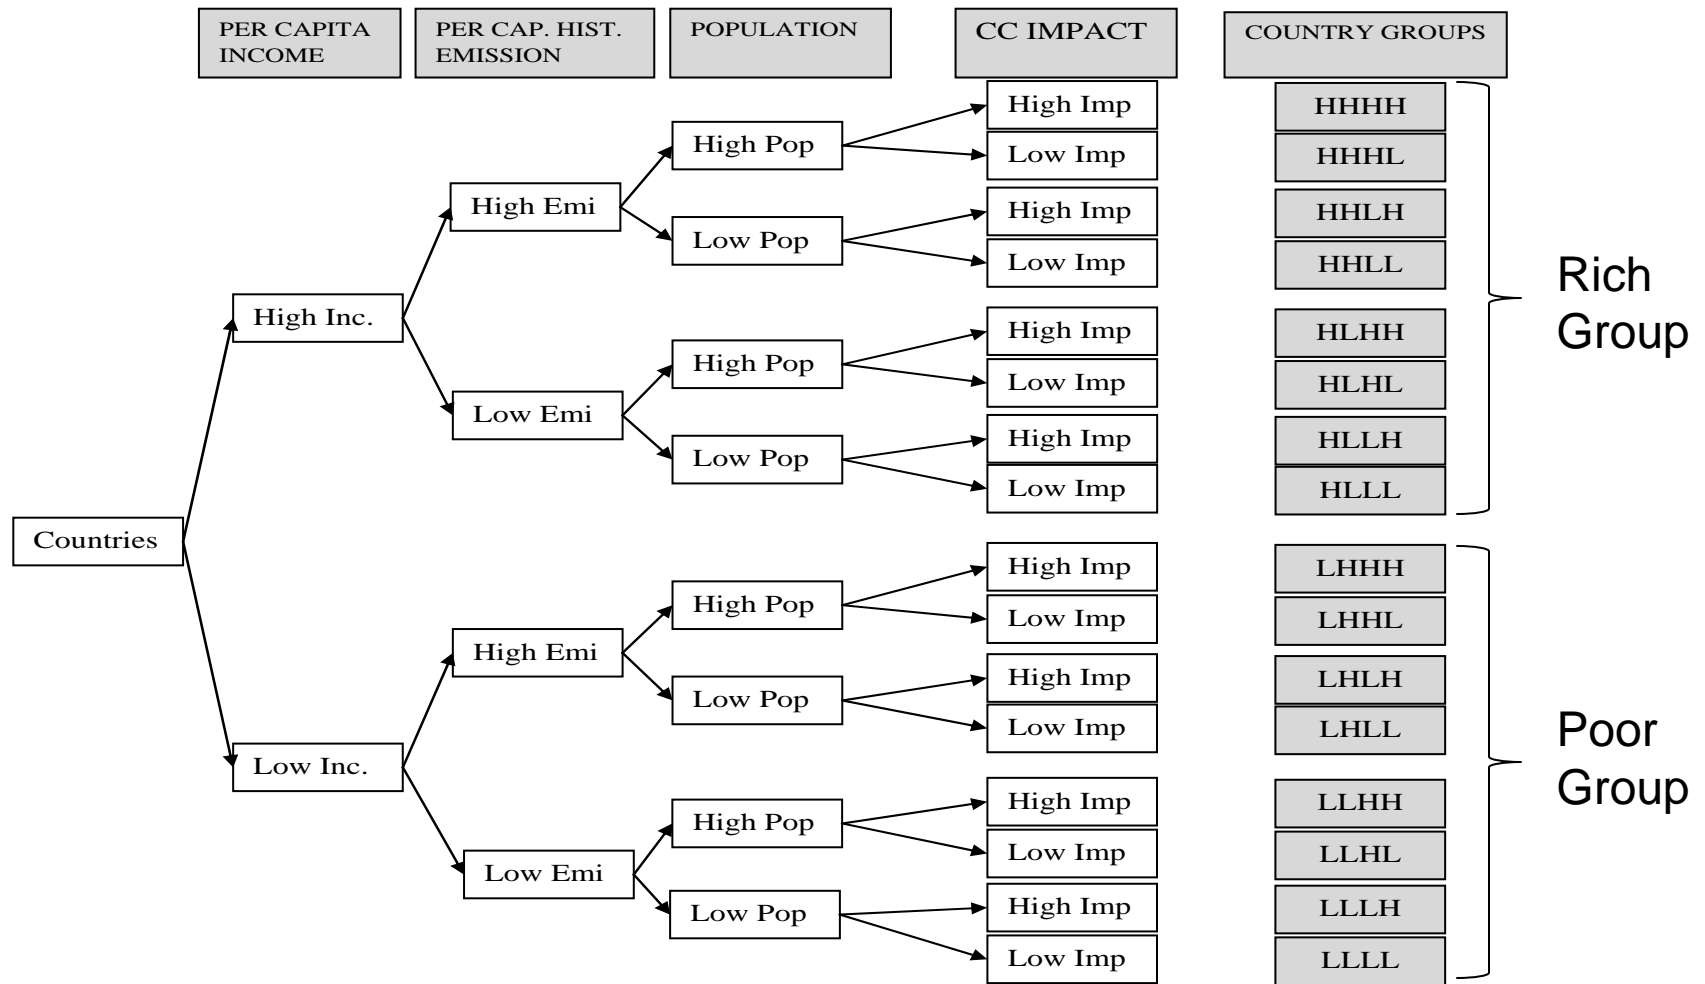 PER CAPITA
INCOME
PER CAP. HIST.
EMISSION
POPULATION
CC IMPACT
COUNTRY GROUPS
Countries
High Inc.
Low Inc.
High Emi
Low Emi
High Emi
Low Emi
High Pop
Low Pop
High Pop
Low Pop
High Pop
Low Pop
High Pop
Low Pop
High Imp
Low Imp
High Imp
Low Imp
High Imp
Low Imp
High Imp
Low Imp
High Imp
Low Imp
High Imp
Low Imp
High Imp
Low Imp
High Imp
Low Imp
HHHH
HHHL
HHLH
HHLL
HLHH
HLHL
HLLH
HLLL
LHHH
LHHL
LHLH
LHLL
LLHH
LLHL
LLLH
LLLL
Rich
Group
Poor
Group